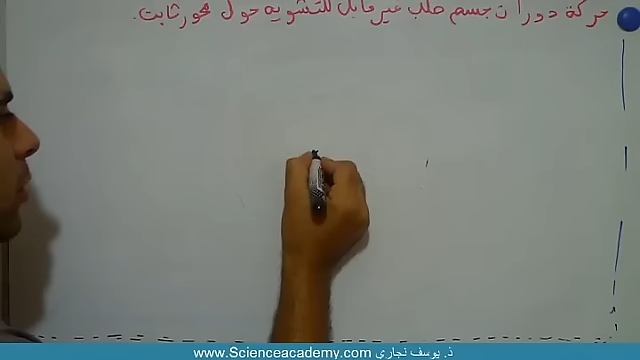 حركة دوران جسم صلب غير قابل للتشويه حول محور ثابت.
www.Scienceacademy.com ذ. يوسف نجاري